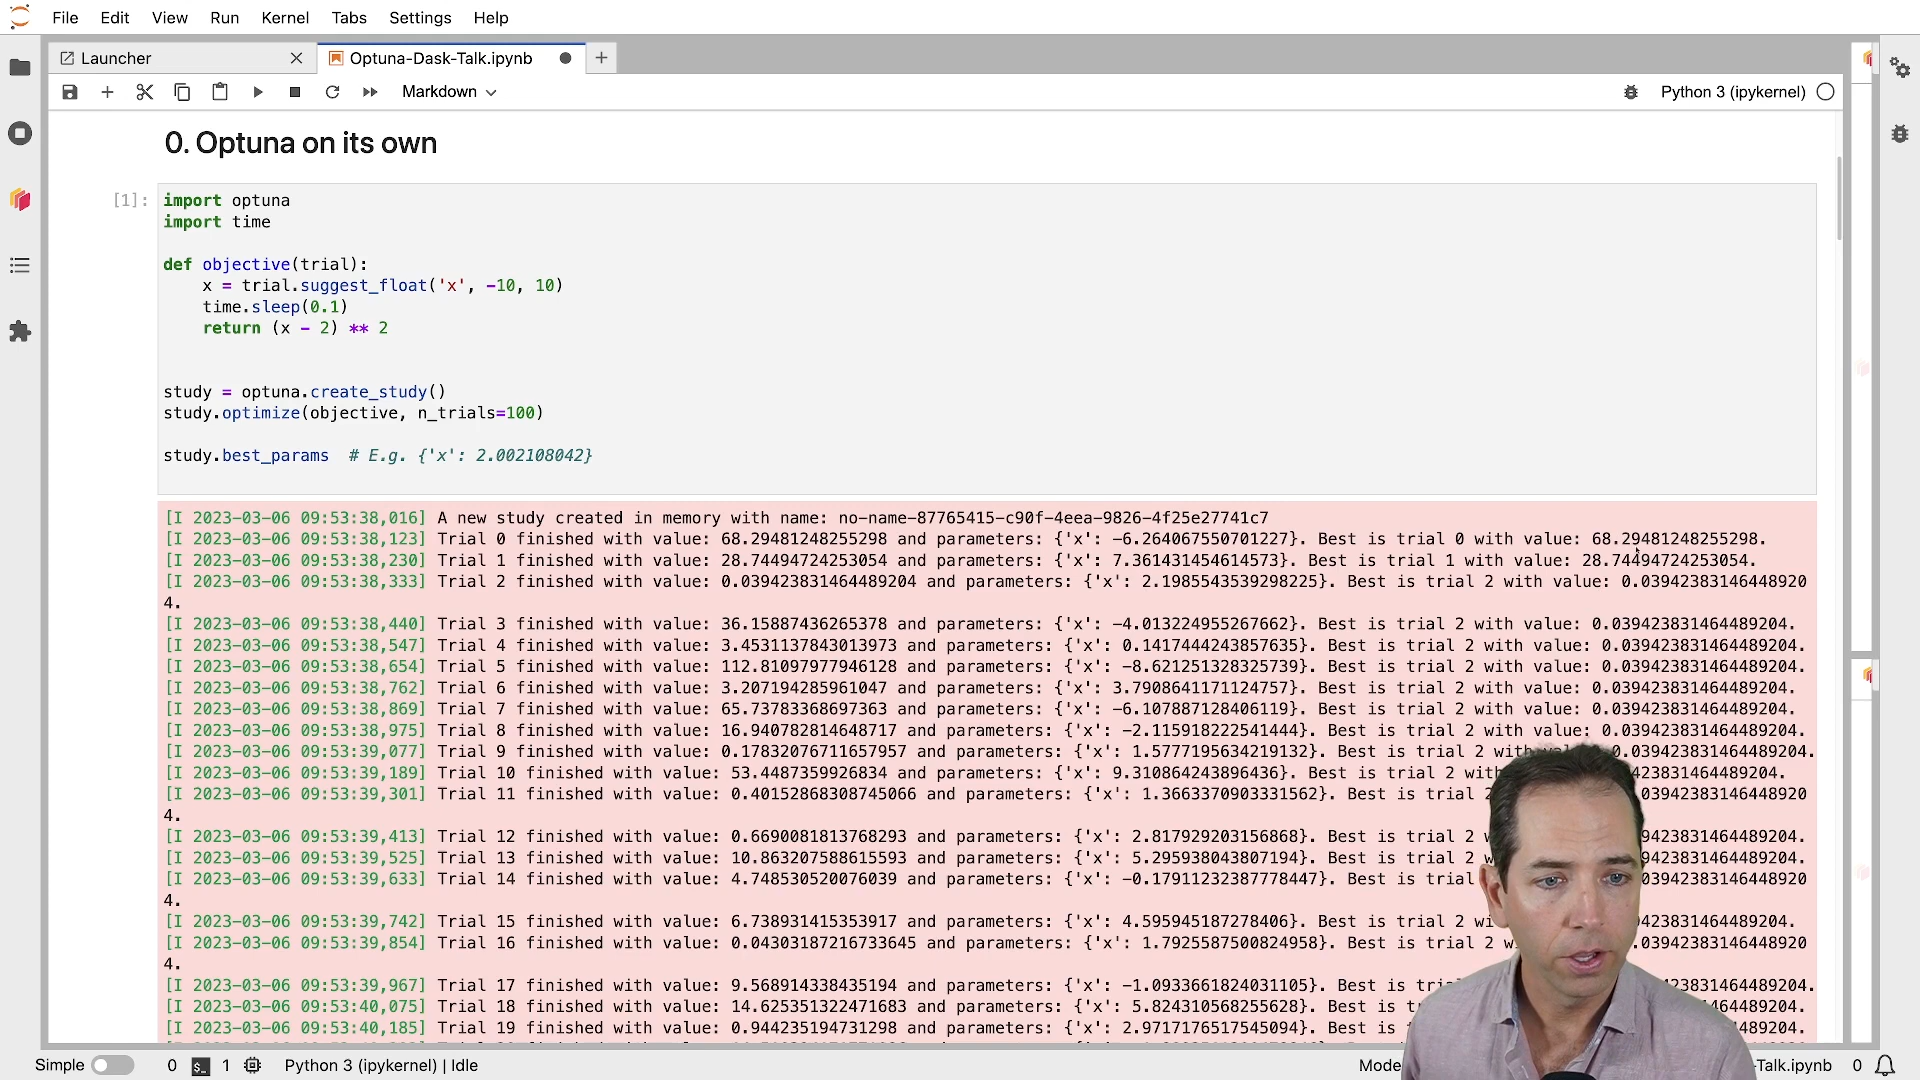 File Edit View Run Kernel Tabs Settings Help
Launcher Optuna-Dask-Talk.ipynb
Markdown Python 3 (ipykernel)
0. Optuna on its own
[1]: import optuna
import time
def objective(trial):
x = trial.suggest_float('x', -10, 10)
time.sleep(0.1)
return (x - 2) ** 2
study = optuna.create_study()
study.optimize(objective, n_trials=100)
study.best_params # E.g. {'x': 2.002108042}
[I 2023-03-06 09:53:38,016] A new study created in memory with name: no-name-87765415-c90f-4eea-9826-4f25e27741c7
[I 2023-03-06 09:53:38,123] Trial 0 finished with value: 68.29481248255298 and parameters: {'x': -6.264067550701227}. Best is trial 0 with value: 68.29481248255298.
[I 2023-03-06 09:53:38,230] Trial 1 finished with value: 28.74494724253054 and parameters: {'x': 7.361431454614573}. Best is trial 1 with value: 28.74494724253054.
[I 2023-03-06 09:53:38,333] Trial 2 finished with value: 0.039423831464489204 and parameters: {'x': 2.1985543539298225}. Best is trial 2 with value: 0.03942383146448920
4.
[I 2023-03-06 09:53:38,440] Trial 3 finished with value: 36.15887436265378 and parameters: {'x': -4.013224955267662}. Best is trial 2 with value: 0.039423831464489204.
[I 2023-03-06 09:53:38,547] Trial 4 finished with value: 3.4531137843013973 and parameters: {'x': 0.1417444243857635}. Best is trial 2 with value: 0.039423831464489204.
[I 2023-03-06 09:53:38,654] Trial 5 finished with value: 112.81097977946128 and parameters: {'x': -8.621251328325739}. Best is trial 2 with value: 0.039423831464489204.
[I 2023-03-06 09:53:38,762] Trial 6 finished with value: 3.207194285961047 and parameters: {'x': 3.7908641171124757}. Best is trial 2 with value: 0.039423831464489204.
[I 2023-03-06 09:53:38,869] Trial 7 finished with value: 65.73783368697363 and parameters: {'x': -6.107887128406119}. Best is trial 2 with value: 0.039423831464489204.
[I 2023-03-06 09:53:38,975] Trial 8 finished with value: 16.940782814648717 and parameters: {'x': -2.115918222541444}. Best is trial 2 with value: 0.039423831464489204.
[I 2023-03-06 09:53:39,077] Trial 9 finished with value: 0.17832076711657957 and parameters: {'x': 1.5777195634219132}. Best is trial 2 with 0.039423831464489204.
[I 2023-03-06 09:53:39,189] Trial 10 finished with value: 53.4487359926834 and parameters: {'x': 9.310864243896436}. Best is trial 2 with 39423831464489204.
[I 2023-03-06 09:53:39,301] Trial 11 finished with value: 0.40152868308745066 and parameters: {'x': 1.3663370903331562}. Best is trial 2 .03942383146448920
4.
[I 2023-03-06 09:53:39,413] Trial 12 finished with value: 0.6690081813768293 and parameters: {'x': 2.817929203156868}. Best is trial 2 9423831464489204.
[I 2023-03-06 09:53:39,525] Trial 13 finished with value: 10.863207588615593 and parameters: {'x': 5.295938043807194}. Best is trial 2 39423831464489204.
[I 2023-03-06 09:53:39,633] Trial 14 finished with value: 4.748530520076039 and parameters: {'x': -0.17911232387778447}. Best is trial 03942383146448920
4.
[I 2023-03-06 09:53:39,742] Trial 15 finished with value: 6.738931415353917 and parameters: {'x': 4.595945187278406}. Best is trial 2 423831464489204.
[I 2023-03-06 09:53:39,854] Trial 16 finished with value: 0.04303187216733645 and parameters: {'x': 1.7925587500824958}. Best is trial 2 .03942383146448920
4.
[I 2023-03-06 09:53:39,967] Trial 17 finished with value: 9.568914338435194 and parameters: {'x': -1.0933661824031105}. Best is 3831464489204.
[I 2023-03-06 09:53:40,075] Trial 18 finished with value: 14.625351322471683 and parameters: {'x': 5.824310568255628}. Best is 1464489204.
[I 2023-03-06 09:53:40,185] Trial 19 finished with value: 0.944235194731298 and parameters: {'x': 2.9717176517545094}. Best is 64489204.
Simple 0 1 Python 3 (ipykernel) | Idle Mode -Talk.ipynb 0